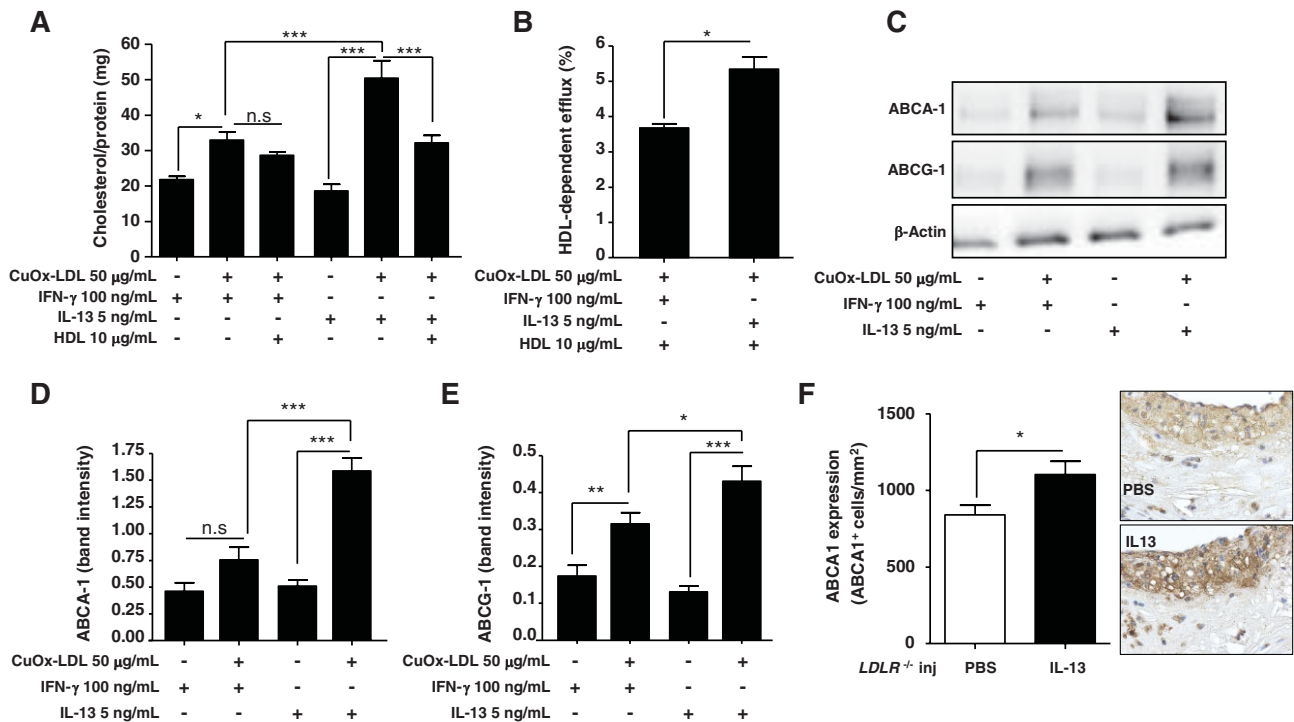 A
Cholesterol/protein (mg)
60
50
40
30
20
10
0
***
*** ***
* n.s
CuOx-LDL 50 μg/mL - + + - + +
IFN-γ 100 ng/mL + + + - - -
IL-13 5 ng/mL - - - + + +
HDL 10 μg/mL - - + - - +
B
HDL-dependent efflux (%)
6
5
4
3
2
1
0
*
CuOx-LDL 50 μg/mL + +
IFN-γ 100 ng/mL + -
IL-13 5 ng/mL - +
HDL 10 μg/mL + +
C
ABCA-1
ABCG-1
β-Actin
CuOx-LDL 50 μg/mL - + - +
IFN-γ 100 ng/mL + + - -
IL-13 5 ng/mL - - + +
D
ABCA-1 (band intensity)
1.75
1.50
1.25
1.00
0.75
0.50
0.25
0.00
***
***
n.s
CuOx-LDL 50 μg/mL - + - +
IFN-γ 100 ng/mL + + - -
IL-13 5 ng/mL - - + +
E
ABCG-1 (band intensity)
0.5
0.4
0.3
0.2
0.1
0.0
*
***
**
- + - +
+ + - -
- - + +
CuOx-LDL 50 μg/mL
IFN-γ 100 ng/mL
IL-13 5 ng/mL
F
ABCA1 expression
(ABCA1⁺ cells/mm²)
1500
1000
500
0
*
LDLR⁻/⁻ inj PBS IL-13
PBS
IL13